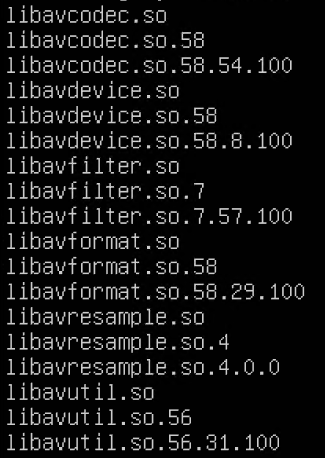 libavcodec.so
libavcodec.so.58
libavcodec.so.58.54.100
libavdevice.so
libavdevice.so.58
libavdevice.so.58.8.100
libavfilter.so
libavfilter.so.7
libavfilter.so.7.57.100
libavformat.so
libavformat.so.58
libavformat.so.58.29.100
libavresample.so
libavresample.so.4
libavresample.so.4.0.0
libavutil.so
libavutil.so.56
libavutil.so.56.31.100